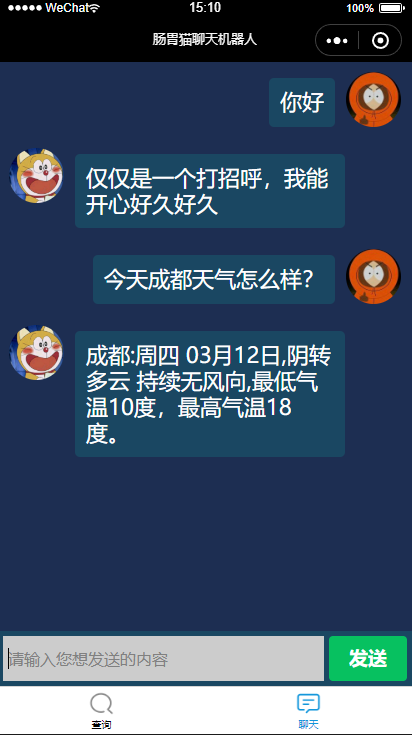 ●●●●● WeChat 15:10 100%
肠胃猫聊天机器人
你好
仅仅是一个打招呼，我能
开心好久好久
今天成都天气怎么样？
成都:周四 03月12日,阴转
多云 持续无风向,最低气
温10度，最高气温18
度。
请输入您想发送的内容
发送
查询
聊天